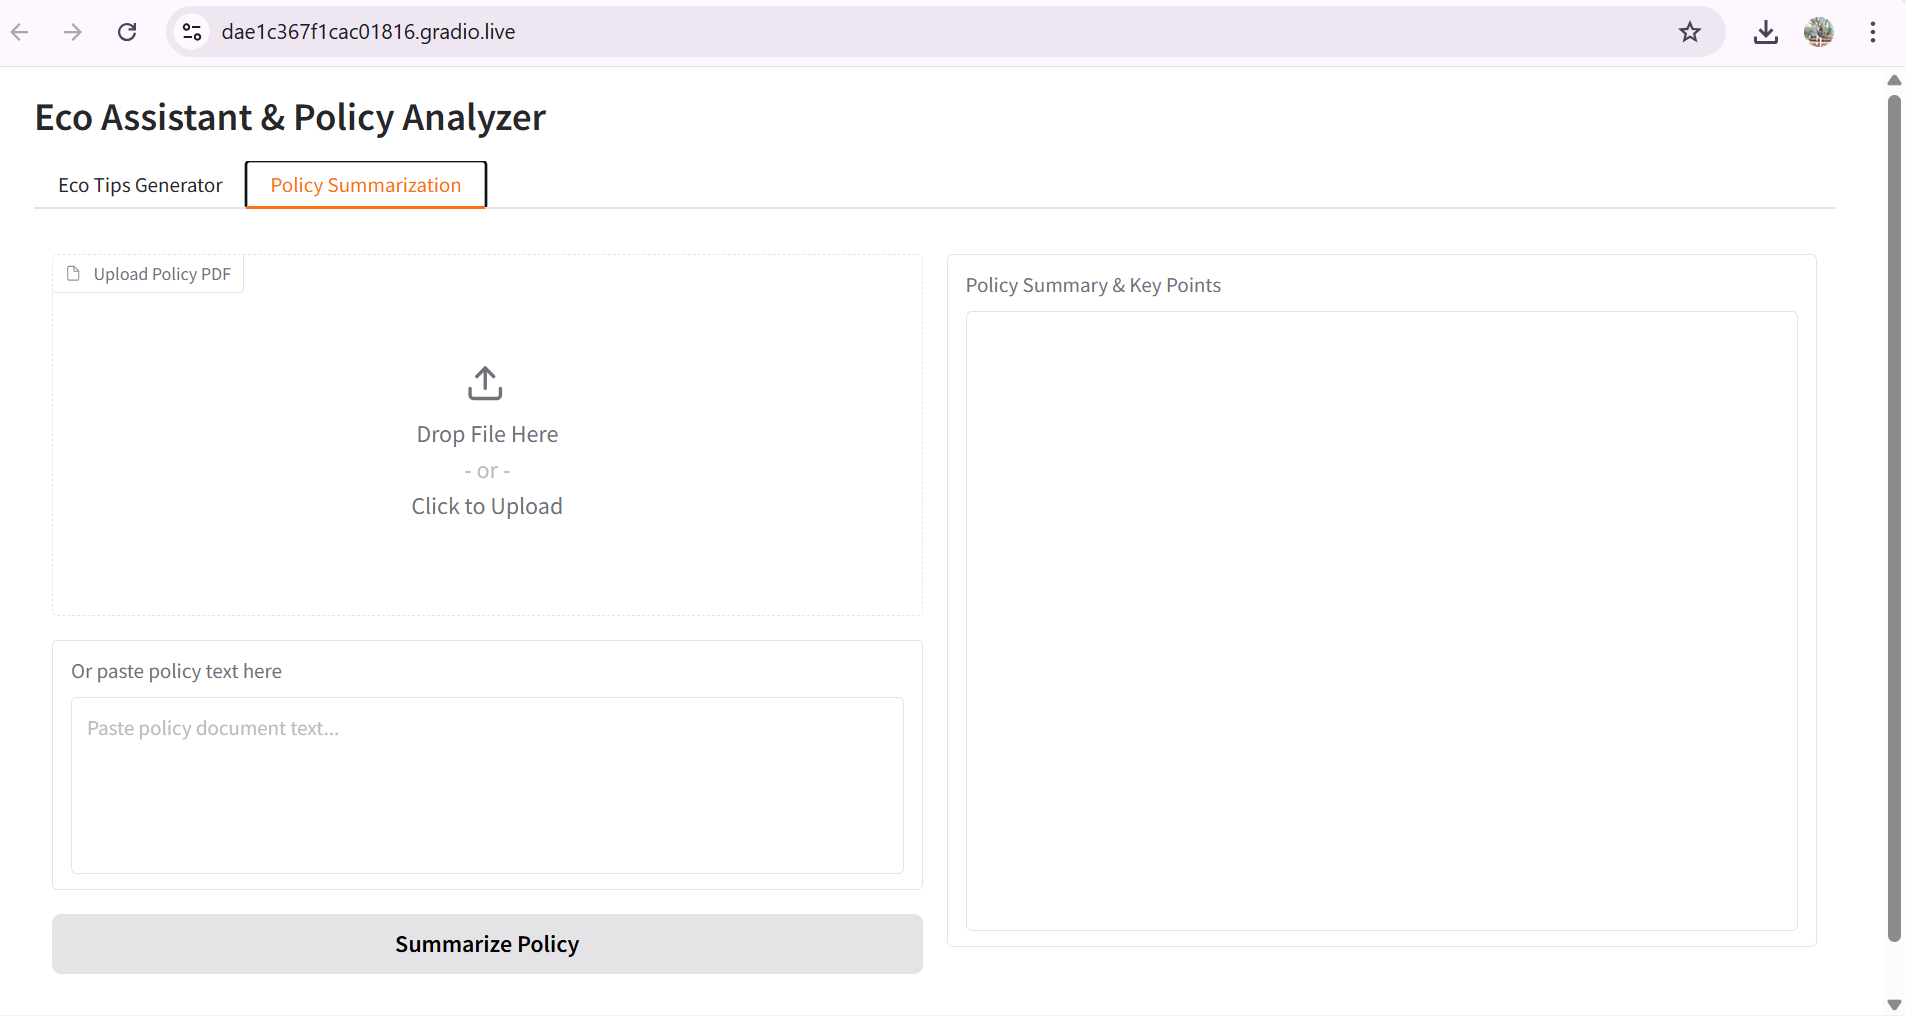 dae1c367f1cac01816.gradio.live
Eco Assistant & Policy Analyzer
Eco Tips Generator
Policy Summarization
Upload Policy PDF
Drop File Here
- or -
Click to Upload
Or paste policy text here
Paste policy document text...
Summarize Policy
Policy Summary & Key Points